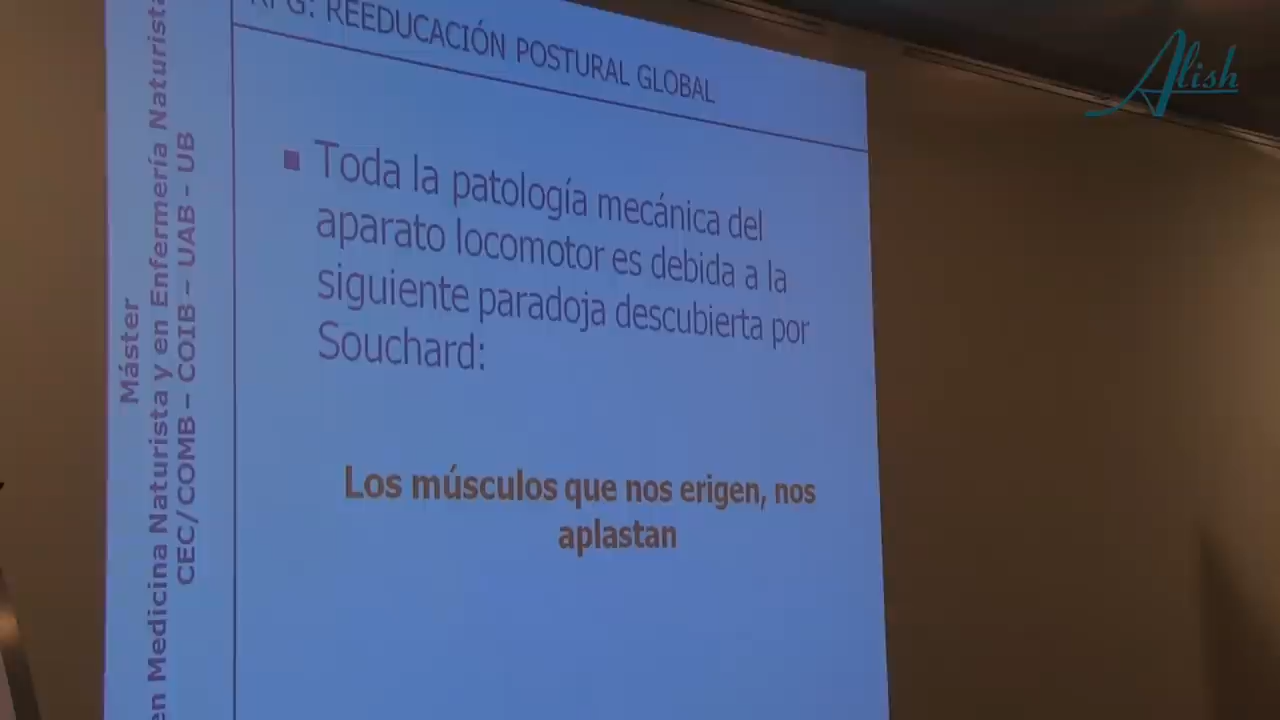 RPG: REEDUCACIÓN POSTURAL GLOBAL
Toda la patología mecánica del
aparato locomotor es debida a la
siguiente paradoja descubierta por
Souchard:
Los músculos que nos erigen, nos
aplastan
Máster
en Medicina Naturista y en Enfermería Naturista
CEC/COMB – COIB – UAB - UB
Alish